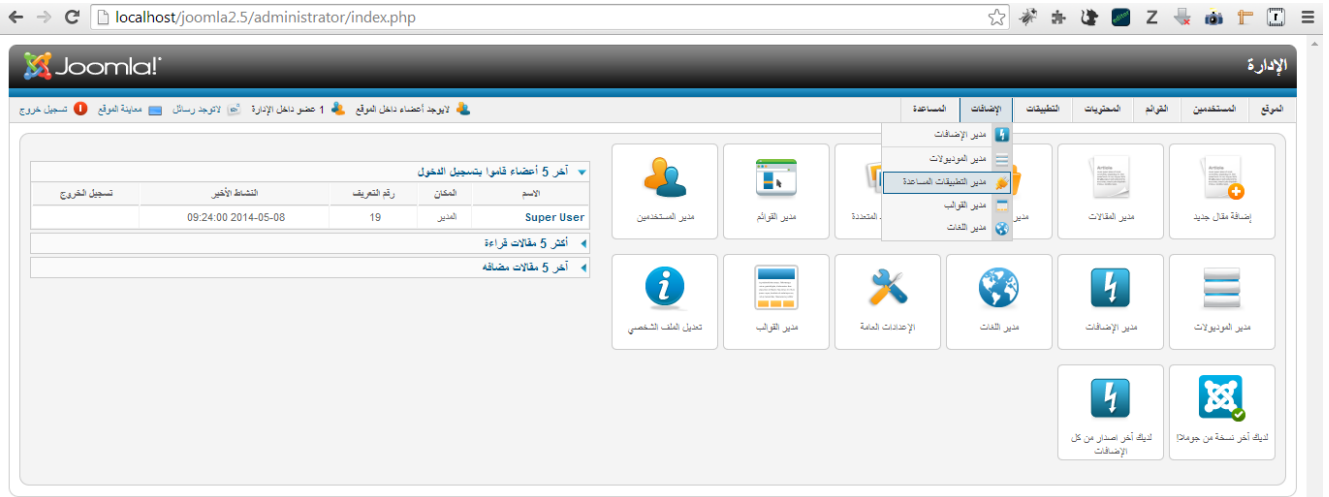 localhost/joomla2.5/administrator/index.php
Joomla!
الإدارة
الموقع المستخدمين القوائم المحتويات التطبيقات الإضافات المساعدة
لايوجد أعضاء داخل الموقع 1 عضو داخل الإدارة لاتوجد رسائل معاينة الموقع تسجيل خروج
مدير الإضافات
مدير الموديولات
مدير التطبيقات المساعدة
مدير القوالب
مدير اللغات
إضافة مقال جديد
مدير المقالات
مدير
المتعددة
مدير القوائم
مدير المستخدمين
مدير الموديولات
مدير الإضافات
مدير اللغات
الإعدادات العامة
مدير القوالب
تعديل الملف الشخصي
لديك أخر نسخة من جوملا!
لديك أخر اصدار من كل
الإضافات
آخر 5 أعضاء قاموا بتسجيل الدخول
الاسم المكان رقم التعريف النشاط الأخير تسجيل الخروج
Super User المدير 19 2014-05-08 09:24:00
أكثر 5 مقالات قراءة
آخر 5 مقالات مضافه